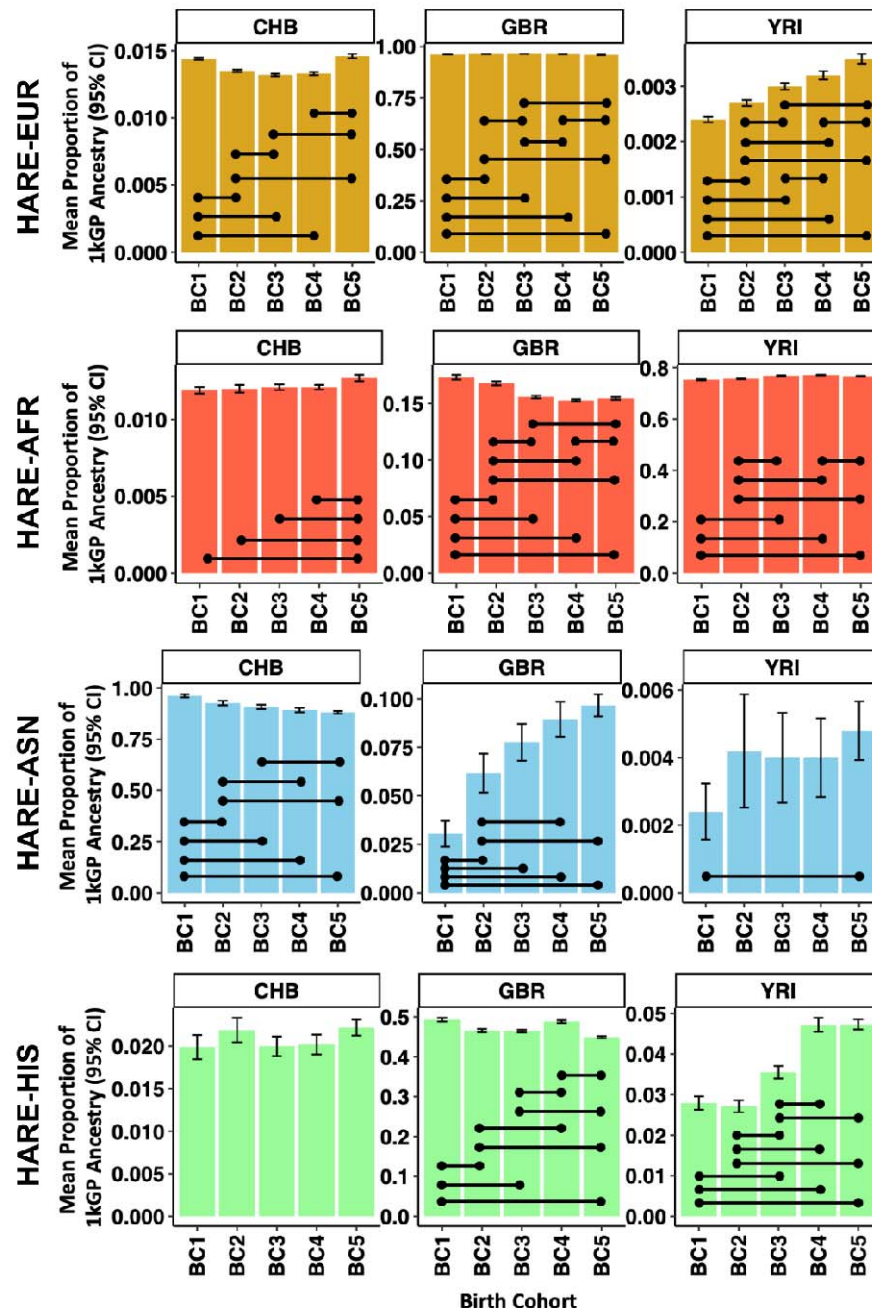 CHB GBR YRI
HARE-EUR
Mean Proportion of
1kGP Ancestry (95% CI)
0.015
0.010
0.005
0.000
1.00
0.75
0.50
0.25
0.00
0.003
0.002
0.001
0.000
BC1 BC2 BC3 BC4 BC5 BC1 BC2 BC3 BC4 BC5 BC1 BC2 BC3 BC4 BC5
CHB GBR YRI
HARE-AFR
Mean Proportion of
1kGP Ancestry (95% CI)
0.010
0.005
0.000
0.15
0.10
0.05
0.00
0.8
0.6
0.4
0.2
0.0
BC1 BC2 BC3 BC4 BC5 BC1 BC2 BC3 BC4 BC5 BC1 BC2 BC3 BC4 BC5
CHB GBR YRI
HARE-ASN
Mean Proportion of
1kGP Ancestry (95% CI)
1.00
0.75
0.50
0.25
0.00
0.100
0.075
0.050
0.025
0.000
0.006
0.004
0.002
0.000
BC1 BC2 BC3 BC4 BC5 BC1 BC2 BC3 BC4 BC5 BC1 BC2 BC3 BC4 BC5
CHB GBR YRI
HARE-HIS
Mean Proportion of
1kGP Ancestry (95% CI)
0.020
0.015
0.010
0.005
0.000
0.5
0.4
0.3
0.2
0.1
0.0
0.05
0.04
0.03
0.02
0.01
0.00
BC1 BC2 BC3 BC4 BC5 BC1 BC2 BC3 BC4 BC5 BC1 BC2 BC3 BC4 BC5
Birth Cohort